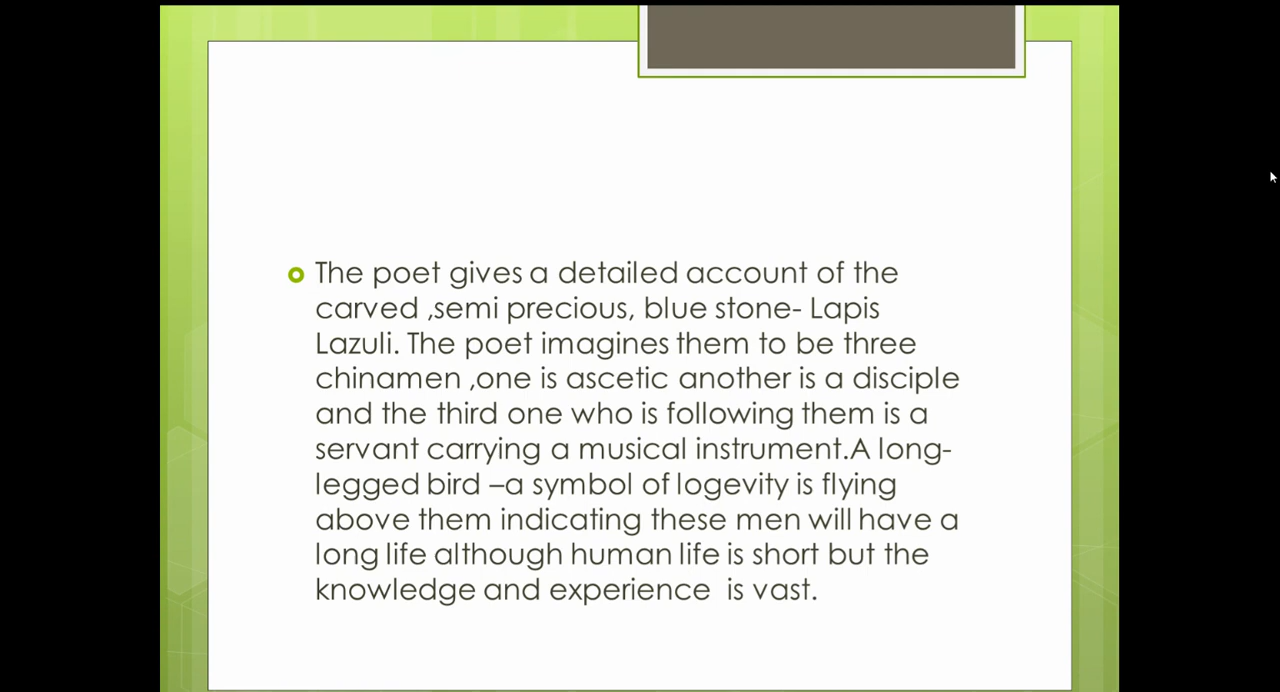 The poet gives a detailed account of the
carved ,semi precious, blue stone- Lapis
Lazuli. The poet imagines them to be three
chinamen ,one is ascetic another is a disciple
and the third one who is following them is a
servant carrying a musical instrument.A long-
legged bird –a symbol of logevity is flying
above them indicating these men will have a
long life although human life is short but the
knowledge and experience  is vast.